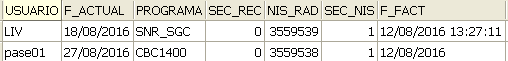 USUARIO F_ACTUAL PROGRAMA SEC_REC NIS_RAD SEC_NIS F_FACT
LIV 18/08/2016 SNR_SGC 0 3559539 1 12/08/2016 13:27:11
pase01 27/08/2016 CBC1400 0 3559538 1 12/08/2016